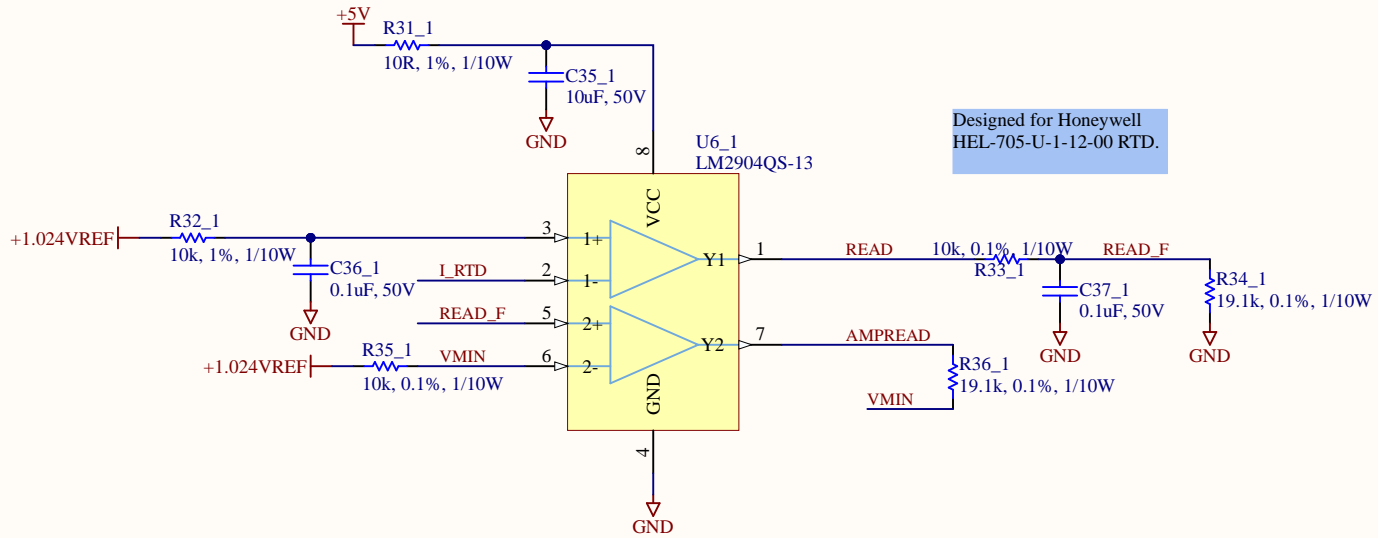 +5V
R31_1
10R, 1%, 1/10W
C35_1
10uF, 50V
GND
Designed for Honeywell
HEL-705-U-1-12-00 RTD.
U6_1
LM2904QS-13
8
VCC
+1.024VREF
R32_1
10k, 1%, 1/10W
C36_1
0.1uF, 50V
GND
3
1+
I_RTD
2
1-
READ_F
5
2+
+1.024VREF
R35_1
10k, 0.1%, 1/10W
VMIN
6
2-
Y1
1
READ
10k, 0.1%, 1/10W
R33_1
READ_F
C37_1
0.1uF, 50V
GND
R34_1
19.1k, 0.1%, 1/10W
GND
Y2
7
AMPREAD
R36_1
19.1k, 0.1%, 1/10W
VMIN
GND
4
GND